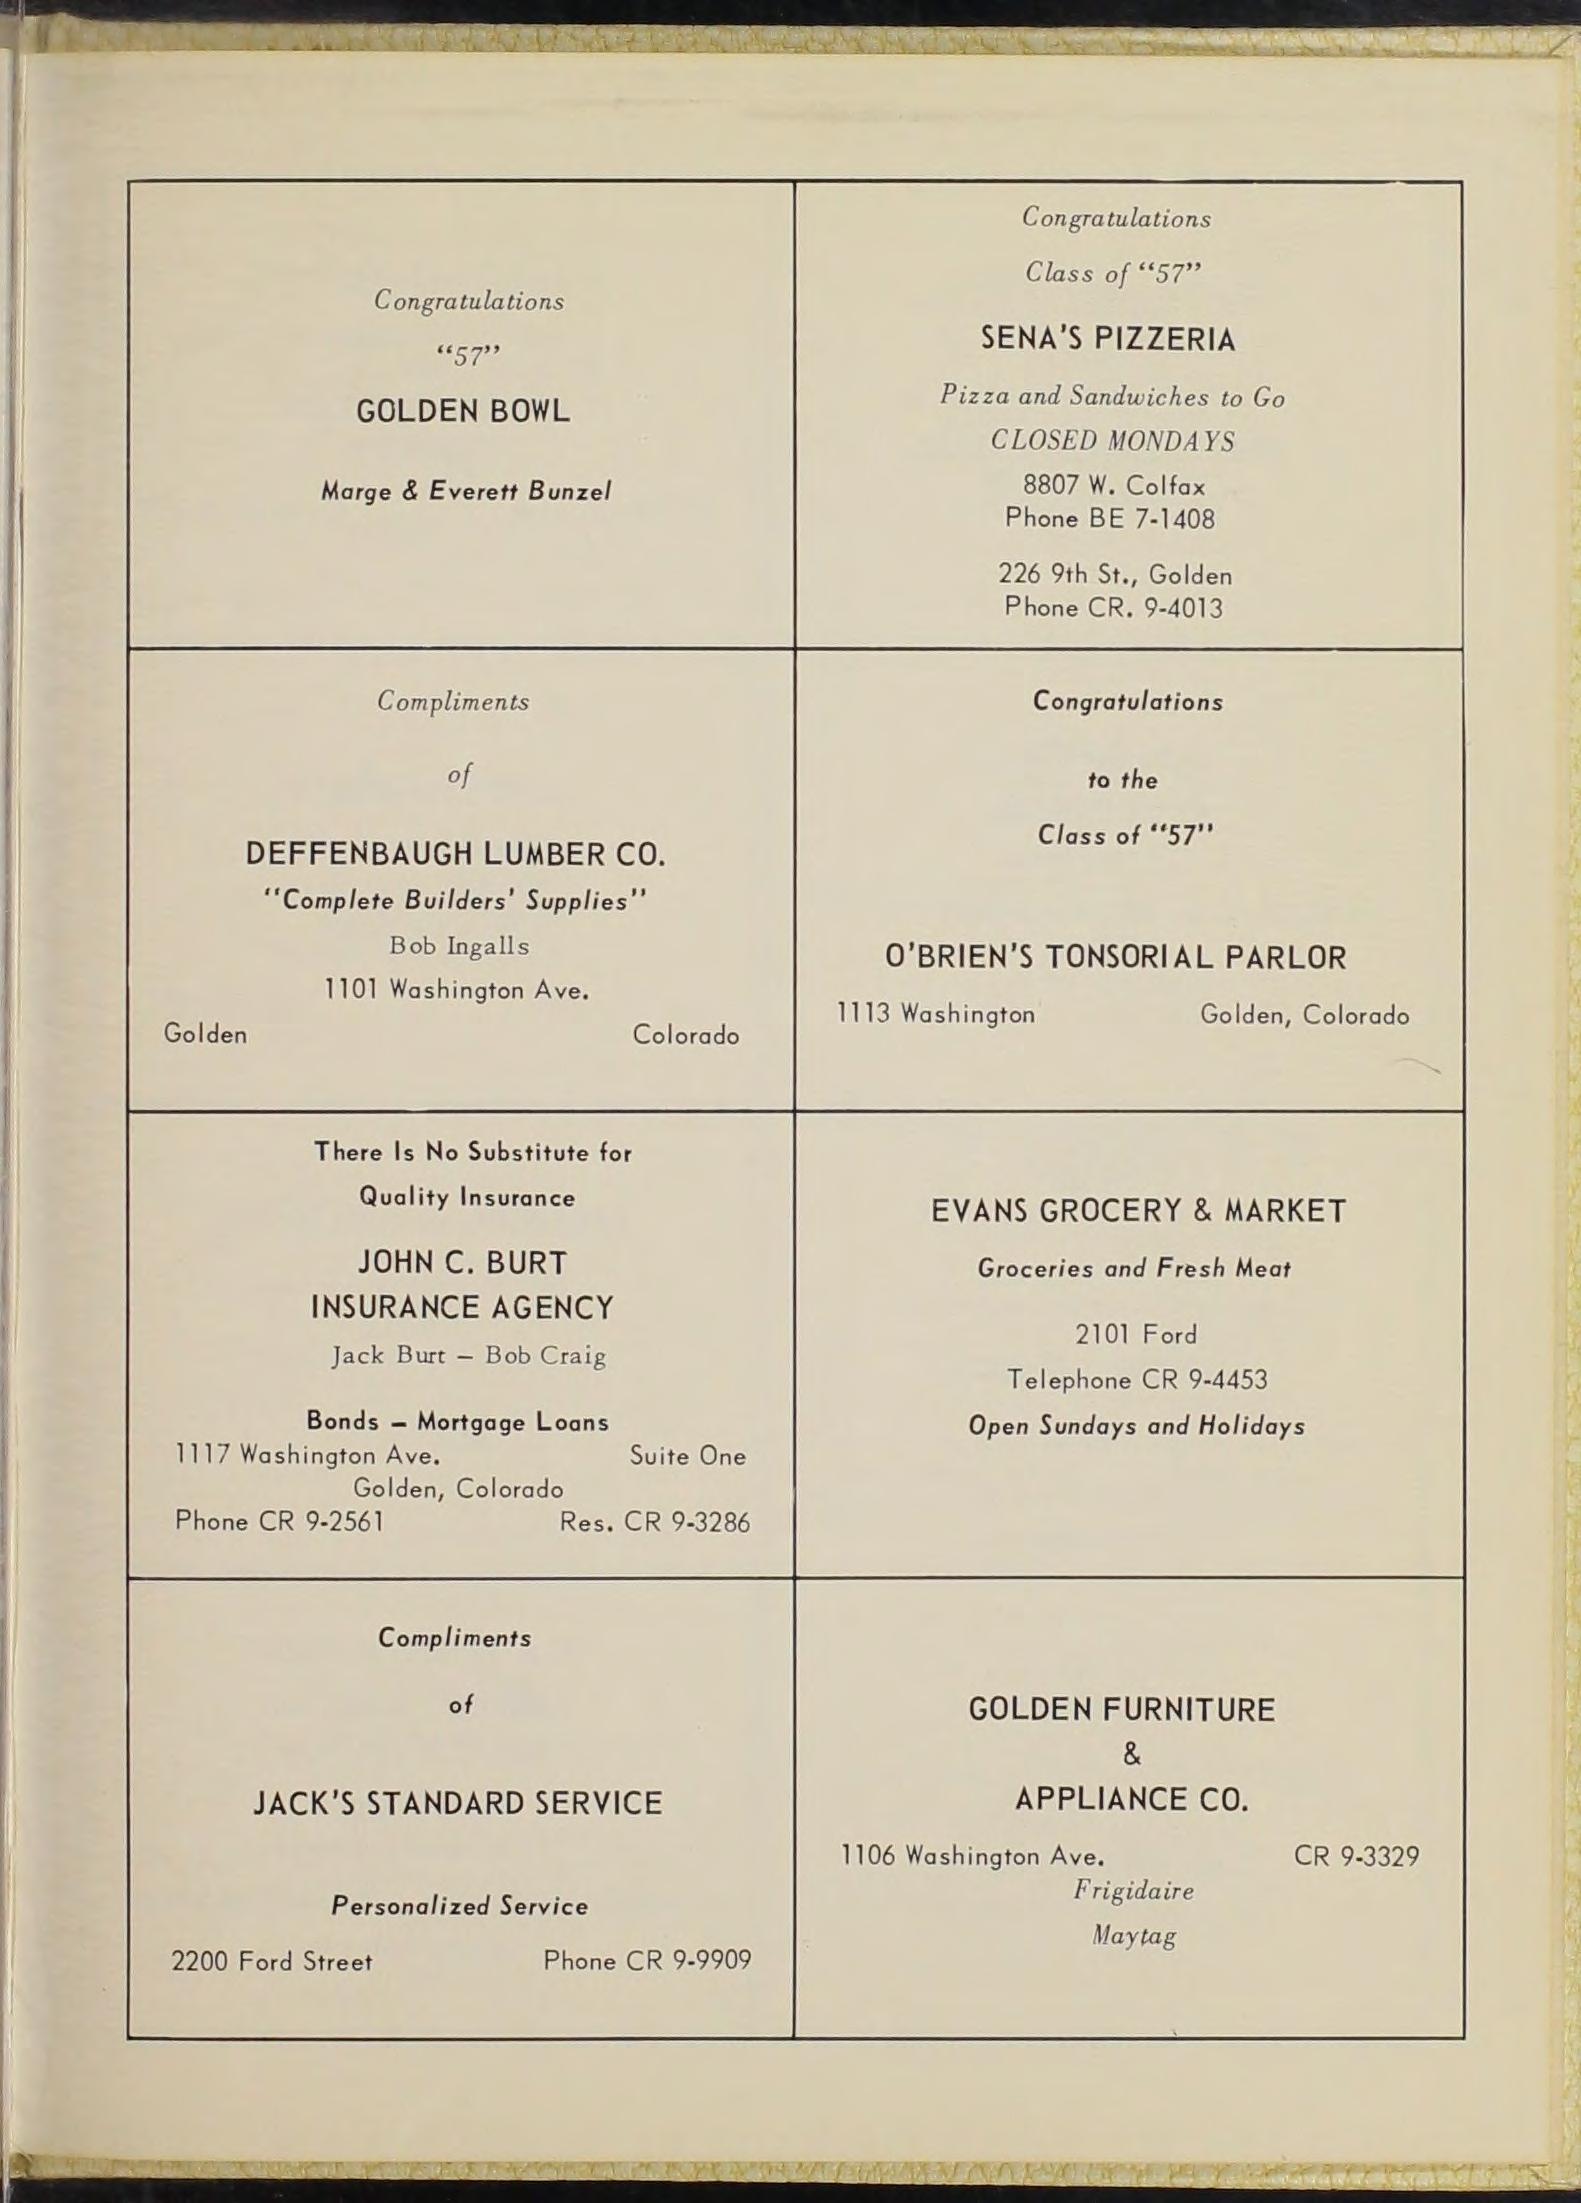 Congratulations
"57"
GOLDEN BOWL
Marge & Everett Bunzel
Congratulations
Class of "57"
SENA'S PIZZERIA
Pizza and Sandwiches to Go
CLOSED MONDAYS
8807 W. Colfax
Phone BE 7-1408
226 9th St., Golden
Phone CR. 9-4013
Compliments
of
DEFFENBAUGH LUMBER CO.
"Complete Builders' Supplies"
Bob Ingalls
1101 Washington Ave.
Golden Colorado
Congratulations
to the
Class of "57"
O'BRIEN'S TONSORIAL PARLOR
1113 Washington Golden, Colorado
There Is No Substitute for
Quality Insurance
JOHN C. BURT
INSURANCE AGENCY
Jack Burt – Bob Craig
Bonds – Mortgage Loans
1117 Washington Ave. Suite One
Golden, Colorado
Phone CR 9-2561 Res. CR 9-3286
EVANS GROCERY & MARKET
Groceries and Fresh Meat
2101 Ford
Telephone CR 9-4453
Open Sundays and Holidays
Compliments
of
JACK'S STANDARD SERVICE
Personalized Service
2200 Ford Street Phone CR 9-9909
GOLDEN FURNITURE
&
APPLIANCE CO.
1106 Washington Ave. CR 9-3329
Frigidaire
Maytag